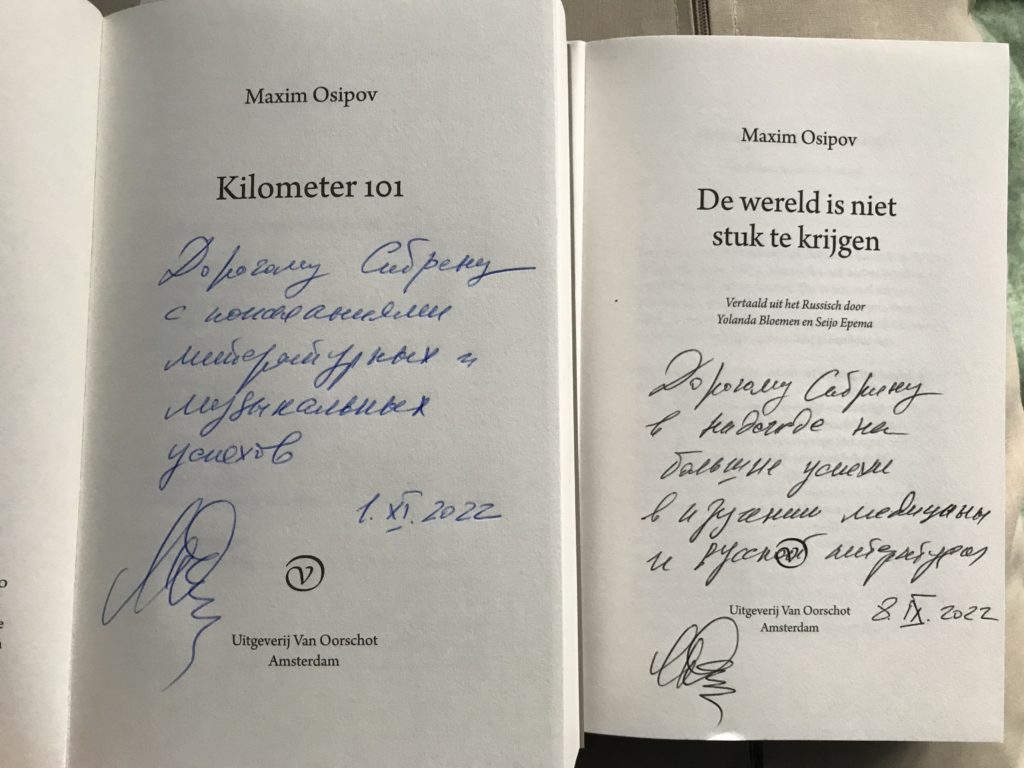 Maxim Osipov
Kilometer 101
Дорогому Сибрену
с пожеланиями
литературных и
музыкальных
успехов
1.XI.2022
v
Uitgeverij Van Oorschot
Amsterdam
Maxim Osipov
De wereld is niet
stuk te krijgen
Vertaald uit het Russisch door
Yolanda Bloemen en Seijo Epema
Дорогому Сибрину
в надежде на
большие успехи
в изучении медицины
и русской литературы
v
Uitgeverij Van Oorschot
Amsterdam
8.IX.2022